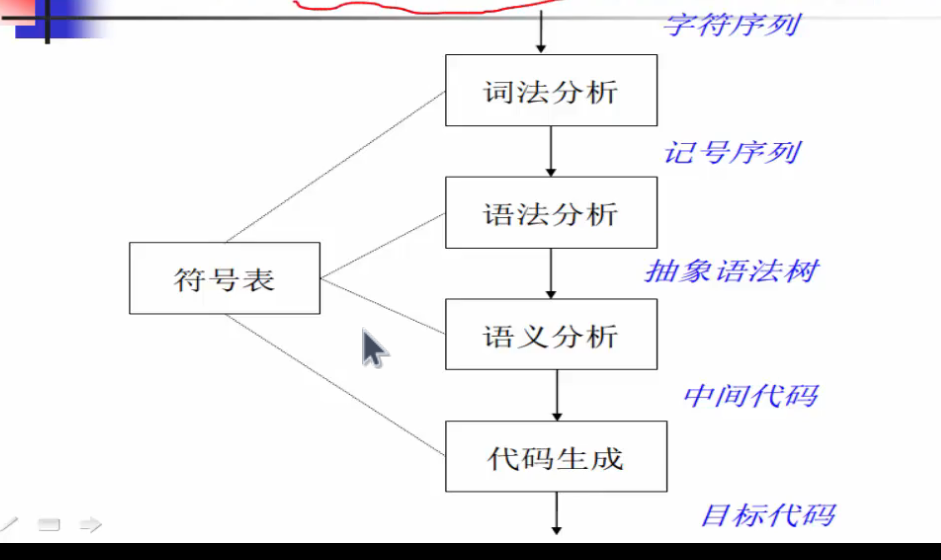 字符序列
词法分析
记号序列
语法分析
抽象语法树
符号表
语义分析
中间代码
代码生成
目标代码